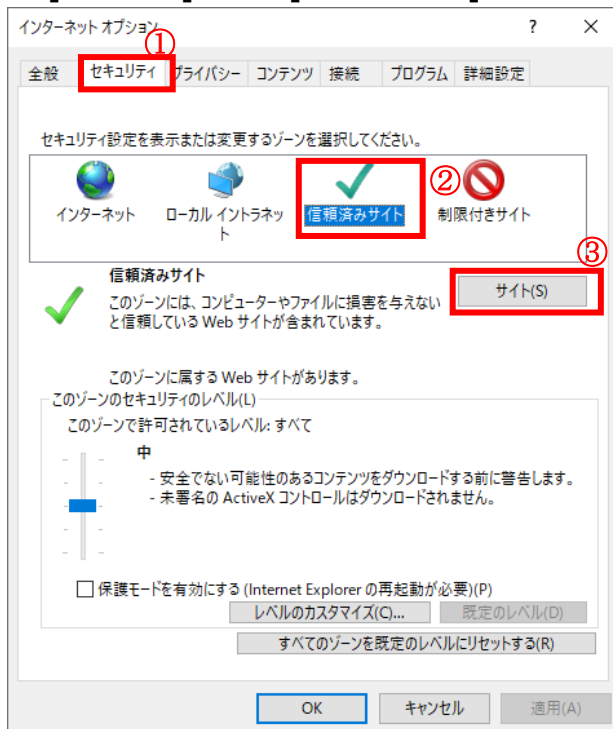 インターネット オプション
?
×
①
全般 セキュリティ プライバシー コンテンツ 接続 プログラム 詳細設定
セキュリティ設定を表示または変更するゾーンを選択してください。
②
インターネット
ローカル イントラネッ
ト
信頼済みサイト
制限付きサイト
③
信頼済みサイト
サイト(S)
このゾーンには、コンピューターやファイルに損害を与えない
と信頼している Web サイトが含まれています。
このゾーンに属する Web サイトがあります。
このゾーンのセキュリティのレベル(L)
このゾーンで許可されているレベル: すべて
中
- 安全でない可能性のあるコンテンツをダウンロードする前に警告します。
- 未署名の ActiveX コントロールはダウンロードされません。
保護モードを有効にする (Internet Explorer の再起動が必要)(P)
レベルのカスタマイズ(C)... 既定のレベル(D)
すべてのゾーンを既定のレベルにリセットする(R)
OK キャンセル 適用(A)